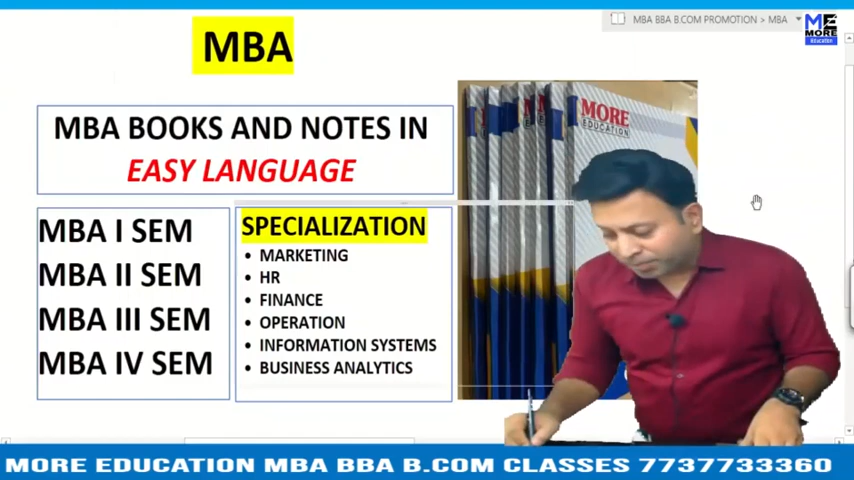 MBA BBA B.COM PROMOTION > MBA
ME
MORE
Education
MBA
MBA BOOKS AND NOTES IN
EASY LANGUAGE
MORE
EDUCATION
MBA I SEM
MBA II SEM
MBA III SEM
MBA IV SEM
SPECIALIZATION
• MARKETING
• HR
• FINANCE
• OPERATION
• INFORMATION SYSTEMS
• BUSINESS ANALYTICS
MORE EDUCATION MBA BBA B.COM CLASSES 7737733360